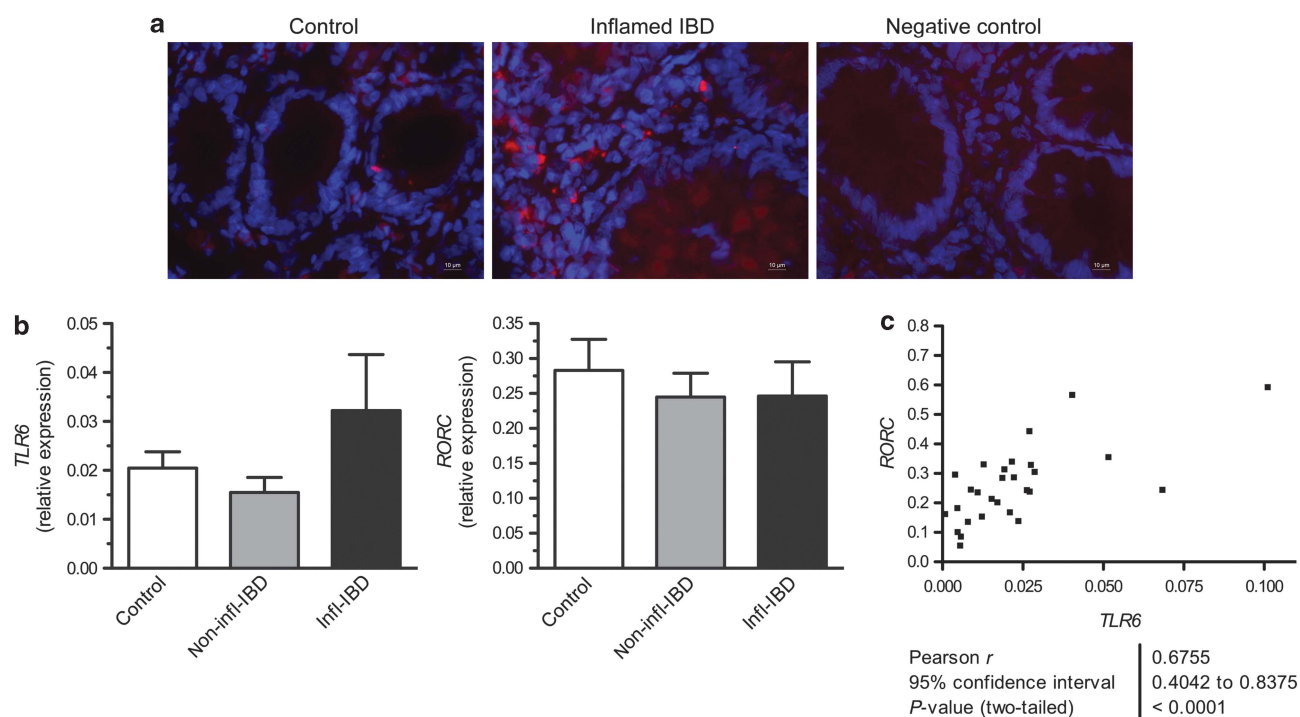 a
Control
Inflamed IBD
Negative control
10 µm
10 µm
10 µm
b
TLR6
(relative expression)
0.05
0.04
0.03
0.02
0.01
0.00
Control
Non-infl-IBD
Infl-IBD
RORC
(relative expression)
0.35
0.30
0.25
0.20
0.15
0.10
0.05
0.00
Control
Non-infl-IBD
Infl-IBD
c
RORC
0.8
0.7
0.6
0.5
0.4
0.3
0.2
0.1
0.0
0.000 0.025 0.050 0.075 0.100
TLR6
Pearson r 0.6755
95% confidence interval 0.4042 to 0.8375
P-value (two-tailed) < 0.0001